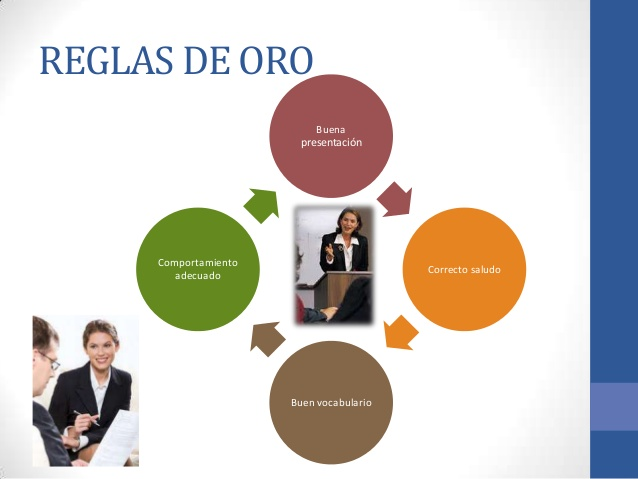 REGLAS DE ORO
Buena
presentación
Correcto saludo
Buen vocabulario
Comportamiento
adecuado